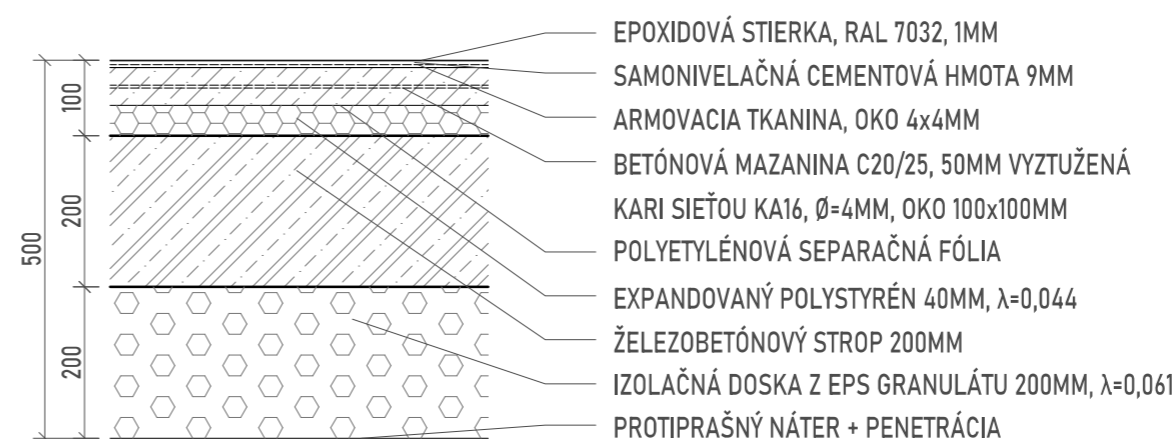 EPOXIDOVÁ STIERKA, RAL 7032, 1MM
SAMONIVELAČNÁ CEMENTOVÁ HMOTA 9MM
ARMOVACIA TKANINA, OKO 4x4MM
BETÓNOVÁ MAZANINA C20/25, 50MM VYZTUŽENÁ
KARI SIEŤOU KA16, Ø=4MM, OKO 100x100MM
POLYETYLÉNOVÁ SEPARAČNÁ FÓLIA
EXPANDOVANÝ POLYSTYRÉN 40MM, λ=0,044
ŽELEZOBETÓNOVÝ STROP 200MM
IZOLAČNÁ DOSKA Z EPS GRANULÁTU 200MM, λ=0,061
PROTIPRAŠNÝ NÁTER + PENETRÁCIA
500
100
200
200